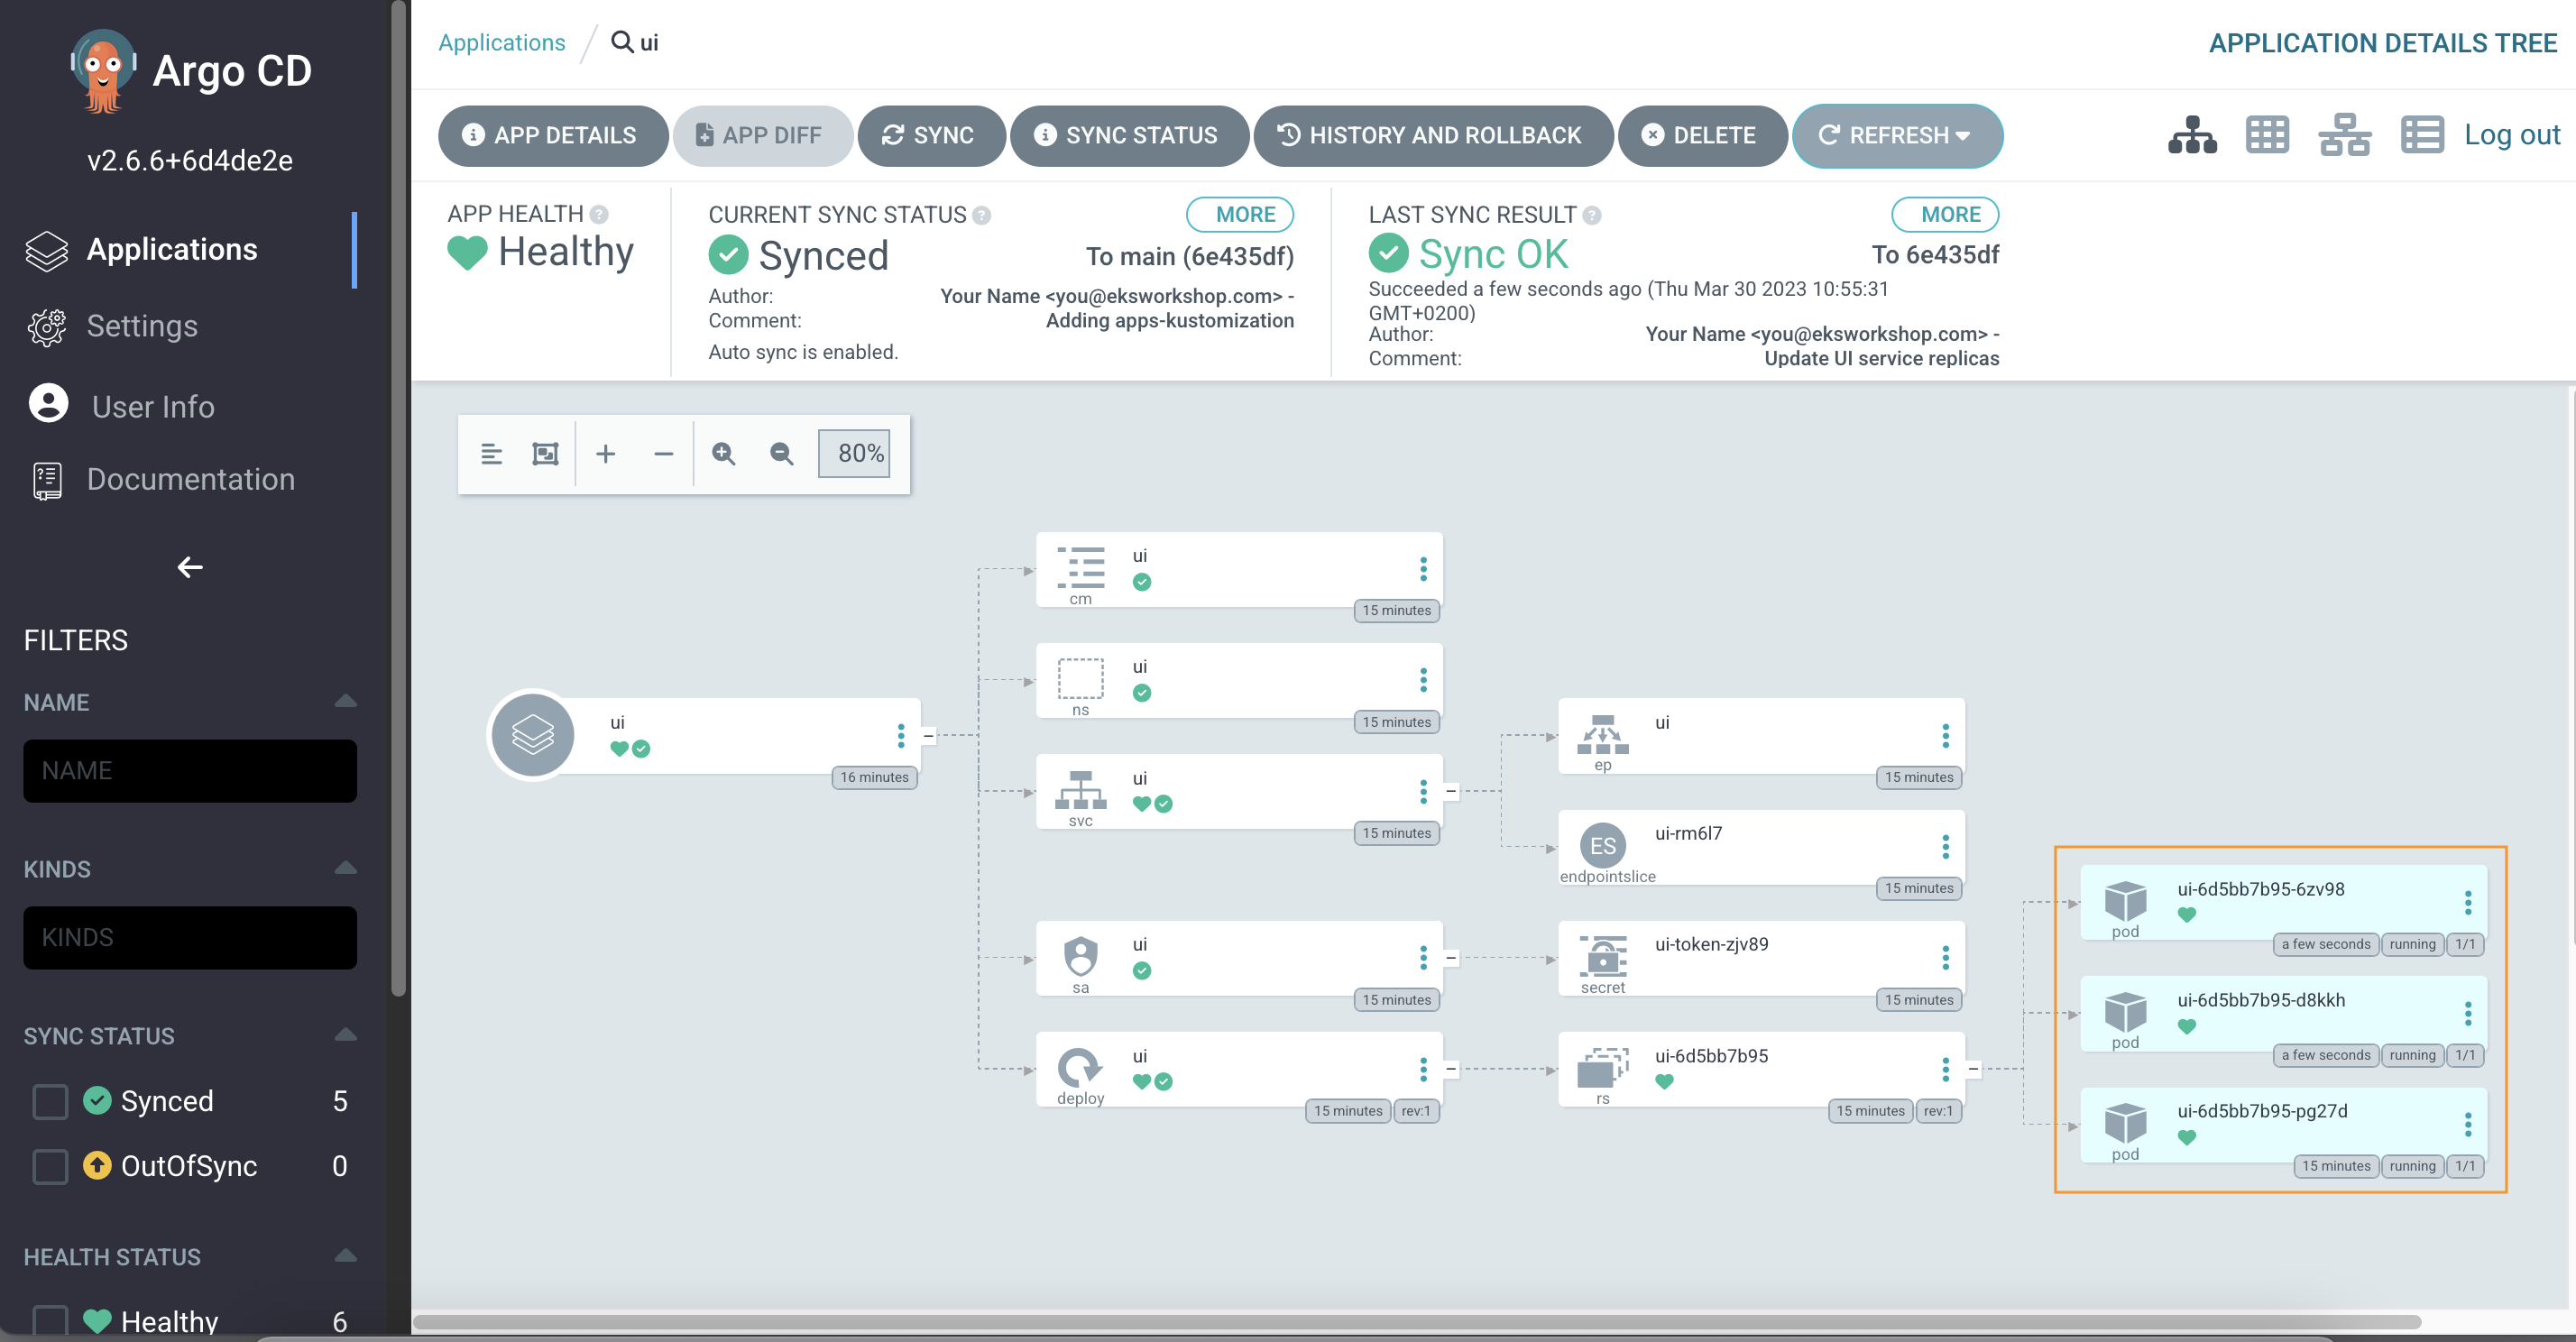 Argo CD
v2.6.6+6d4de2e
Applications
Settings
User Info
Documentation
FILTERS
NAME
NAME
KINDS
KINDS
SYNC STATUS
Synced 5
OutOfSync 0
HEALTH STATUS
Healthy 6
Applications / ui
APPLICATION DETAILS TREE
APP DETAILS
APP DIFF
SYNC
SYNC STATUS
HISTORY AND ROLLBACK
DELETE
REFRESH
Log out
APP HEALTH ?
Healthy
CURRENT SYNC STATUS ?
MORE
Synced
To main (6e435df)
Author: Your Name <you@eksworkshop.com> -
Comment: Adding apps-kustomization
Auto sync is enabled.
LAST SYNC RESULT ?
MORE
Sync OK
To 6e435df
Succeeded a few seconds ago (Thu Mar 30 2023 10:55:31
GMT+0200)
Author: Your Name <you@eksworkshop.com> -
Comment: Update UI service replicas
80%
ui
16 minutes
ui
cm
15 minutes
ui
ns
15 minutes
ui
svc
15 minutes
ui
sa
15 minutes
ui
deploy
15 minutes rev:1
ui
ep
15 minutes
ES
ui-rm6l7
endpointslice
15 minutes
ui-token-zjv89
secret
15 minutes
ui-6d5bb7b95
rs
15 minutes rev:1
ui-6d5bb7b95-6zv98
pod
a few seconds running 1/1
ui-6d5bb7b95-d8kkh
pod
a few seconds running 1/1
ui-6d5bb7b95-pg27d
pod
15 minutes running 1/1